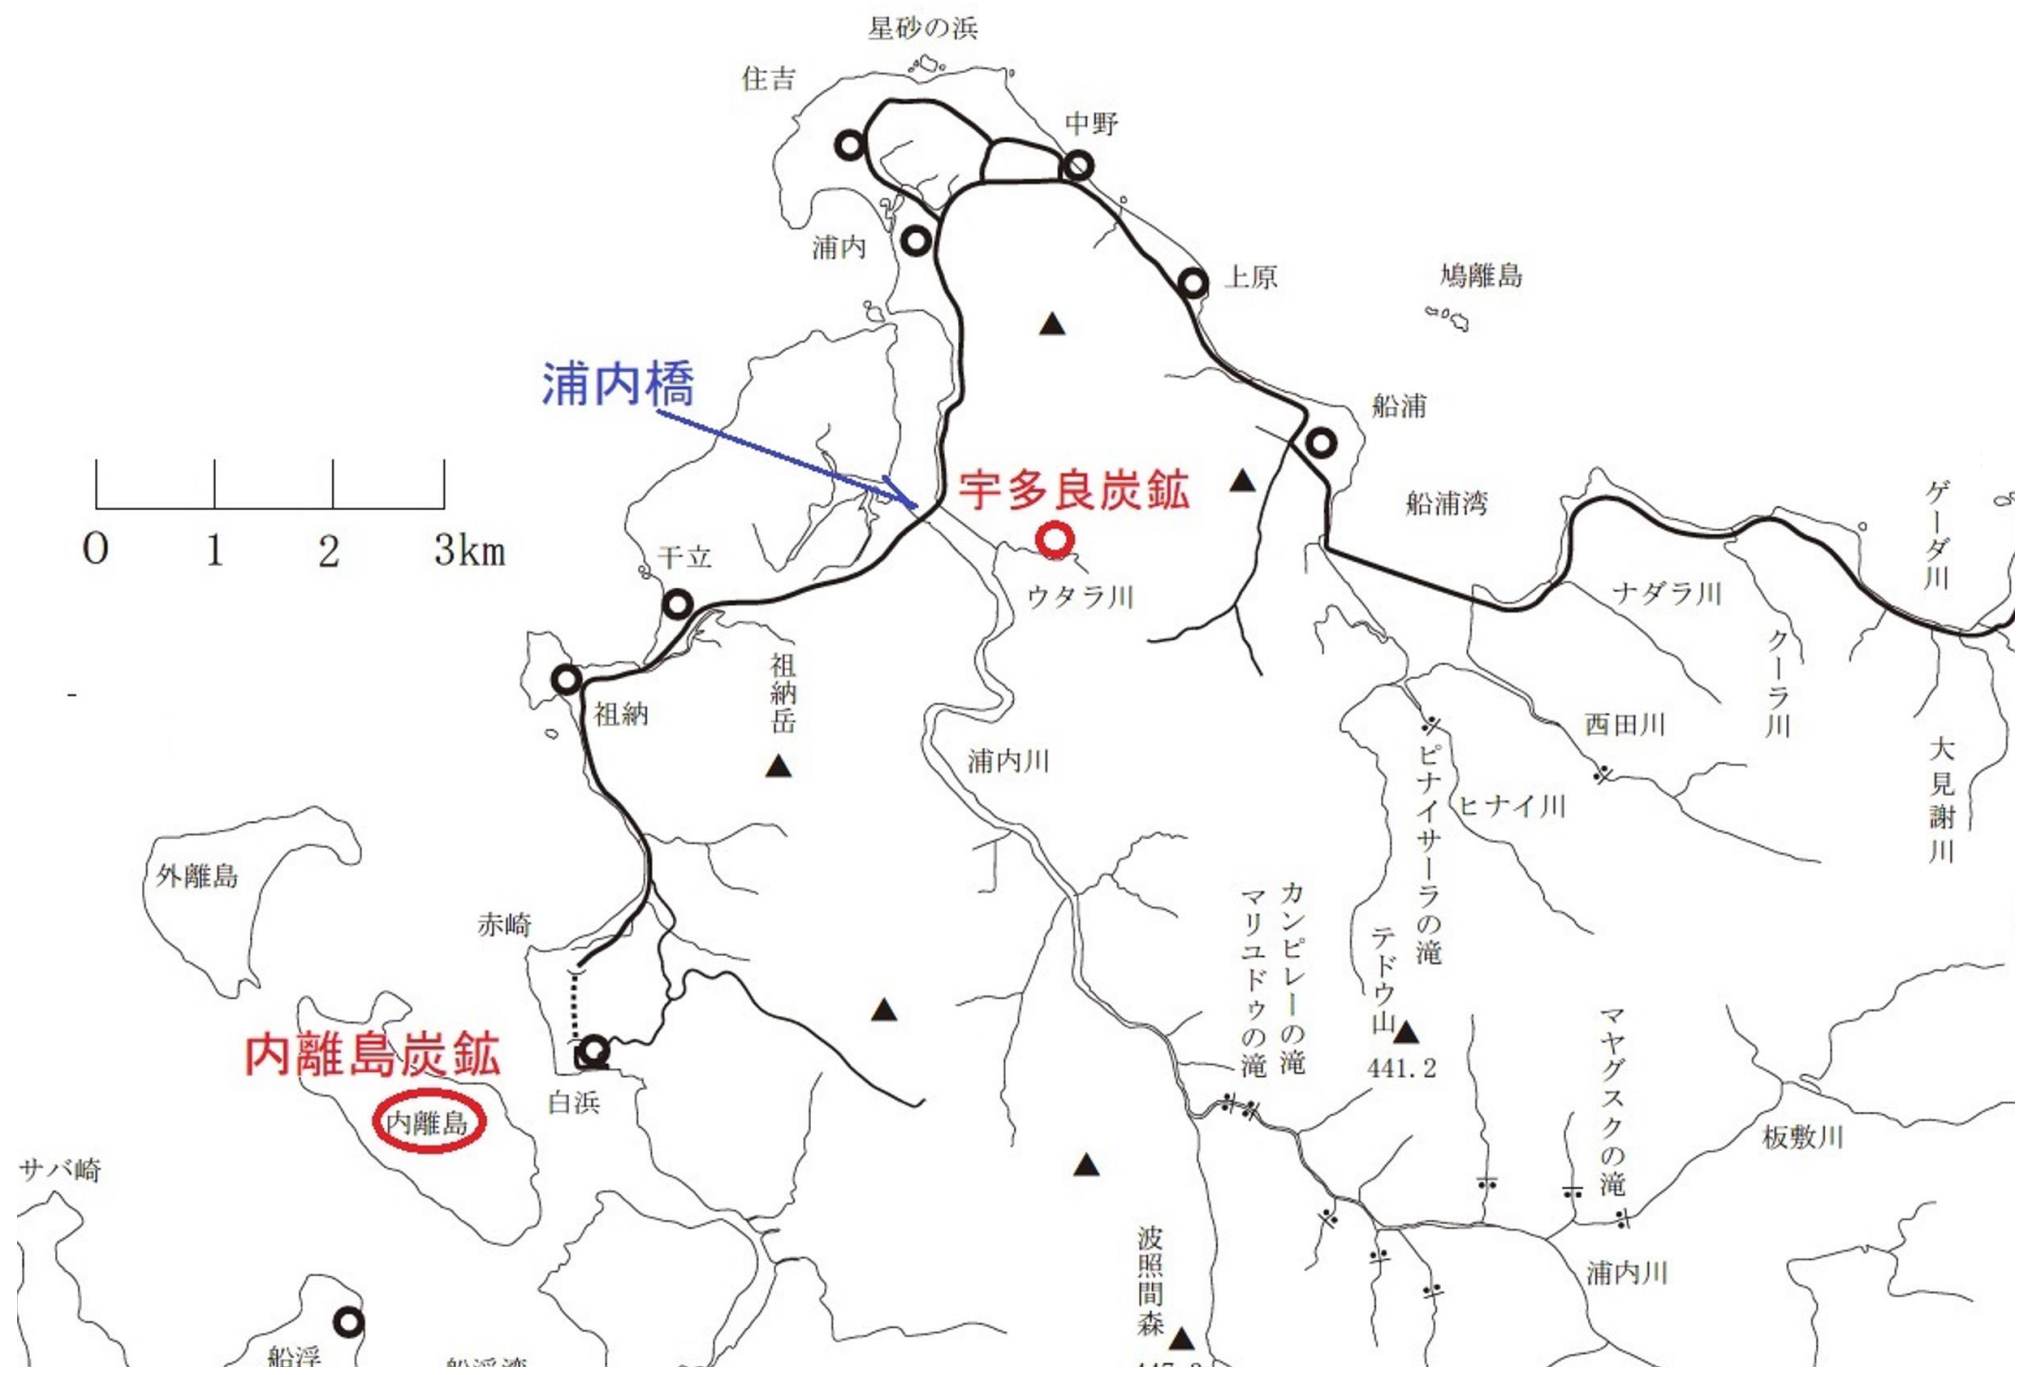 星砂の浜
住吉
中野
浦内
上原
鳩離島
浦内橋
船浦
宇多良炭鉱
船浦湾
ゲーダ川
0 1 2 3km
干立
ウタラ川
ナダラ川
クーラ川
祖納岳
祖納
西田川
浦内川
大見謝川
ピナイサーラの滝
ヒナイ川
外離島
赤崎
カンピレーの滝
マリユドゥの滝
テドウ山
441.2
マヤグスクの滝
内離島炭鉱
白浜
内離島
板敷川
サバ崎
波照間森
浦内川
船浮
船浮湾